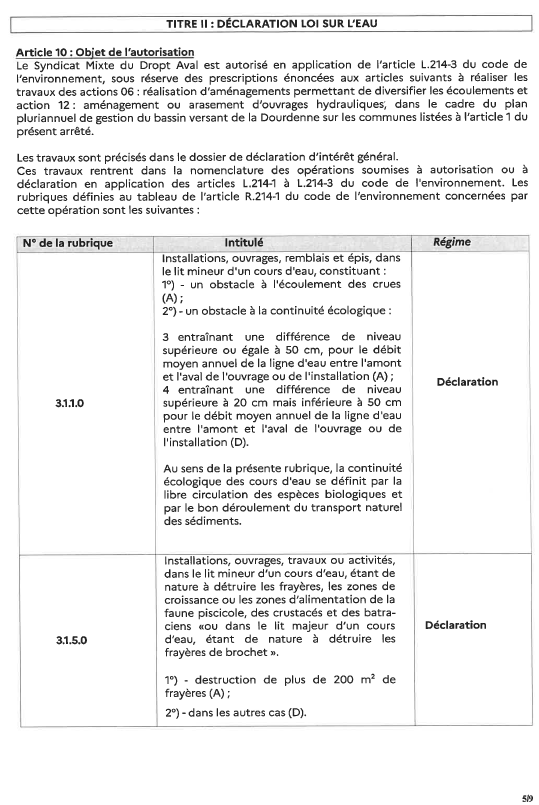 TITRE II : DÉCLARATION LOI SUR L'EAU
Article 10 : Objet de l'autorisation
Le Syndicat Mixte du Dropt Aval est autorisé en application de l'article L.214-3 du code de
l'environnement, sous réserve des prescriptions énoncées aux articles suivants à réaliser les
travaux des actions 06 : réalisation d'aménagements permettant de diversifier les écoulements et
action 12 : aménagement ou arasement d'ouvrages hydrauliques, dans le cadre du plan
pluriannuel de gestion du bassin versant de la Dourdenne sur les communes listées à l'article 1 du
présent arrêté.
Les travaux sont précisés dans le dossier de déclaration d'intérêt général.
Ces travaux rentrent dans la nomenclature des opérations soumises à autorisation ou à
déclaration en application des articles L.214-1 à L.214-3 du code de l'environnement. Les
rubriques définies au tableau de l'article R.214-1 du code de l'environnement concernées par
cette opération sont les suivantes :
N° de la rubrique Intitulé Régime
Installations, ouvrages, remblais et épis, dans
le lit mineur d'un cours d'eau, constituant :
1°) - un obstacle à l'écoulement des crues
(A) ;
2°) - un obstacle à la continuité écologique :
3 entraînant une différence de niveau
supérieure ou égale à 50 cm, pour le débit
moyen annuel de la ligne d'eau entre l'amont
et l'aval de l'ouvrage ou de l'installation (A) ;
4 entraînant une différence de niveau
supérieure à 20 cm mais inférieure à 50 cm
pour le débit moyen annuel de la ligne d'eau
entre l'amont et l'aval de l'ouvrage ou de
l'installation (D).
Au sens de la présente rubrique, la continuité
écologique des cours d'eau se définit par la
libre circulation des espèces biologiques et
par le bon déroulement du transport naturel
des sédiments.
3.1.1.0
Déclaration
Installations, ouvrages, travaux ou activités,
dans le lit mineur d'un cours d'eau, étant de
nature à détruire les frayères, les zones de
croissance ou les zones d'alimentation de la
faune piscicole, des crustacés et des batra-
ciens «ou dans le lit majeur d'un cours
d'eau, étant de nature à détruire les
frayères de brochet ».
1°) - destruction de plus de 200 m² de
frayères (A) ;
2°) - dans les autres cas (D).
3.1.5.0
Déclaration
5/9